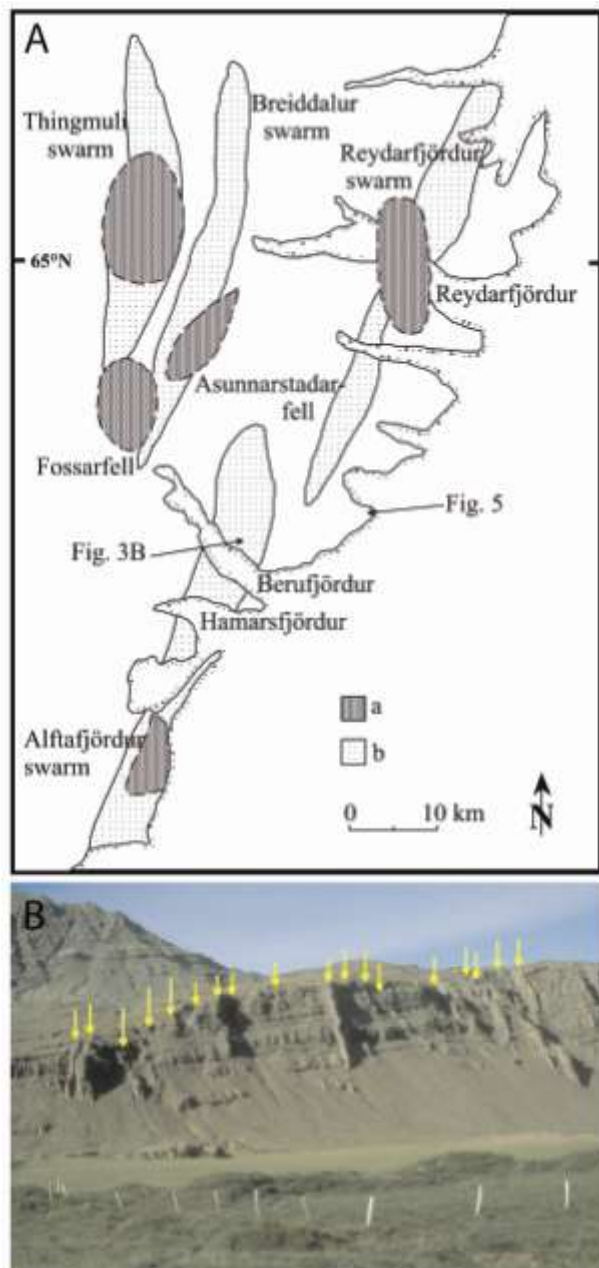 A
Thingmuli
swarm
Breiddalur
swarm
Reydarfjördur
swarm
65°N
Reydarfjördur
Asunnarstadar-
fell
Fossarfell
Fig. 5
Fig. 3B
Berufjördur
Hamarsfjördur
Alftafjördur
swarm
a
b
0 10 km
N
B